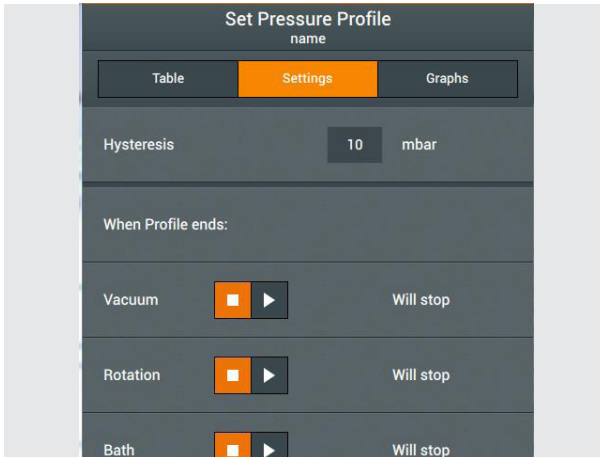 Set Pressure Profile
name
Table Settings Graphs
Hysteresis 10 mbar
When Profile ends:
Vacuum Will stop
Rotation Will stop
Bath Will stop